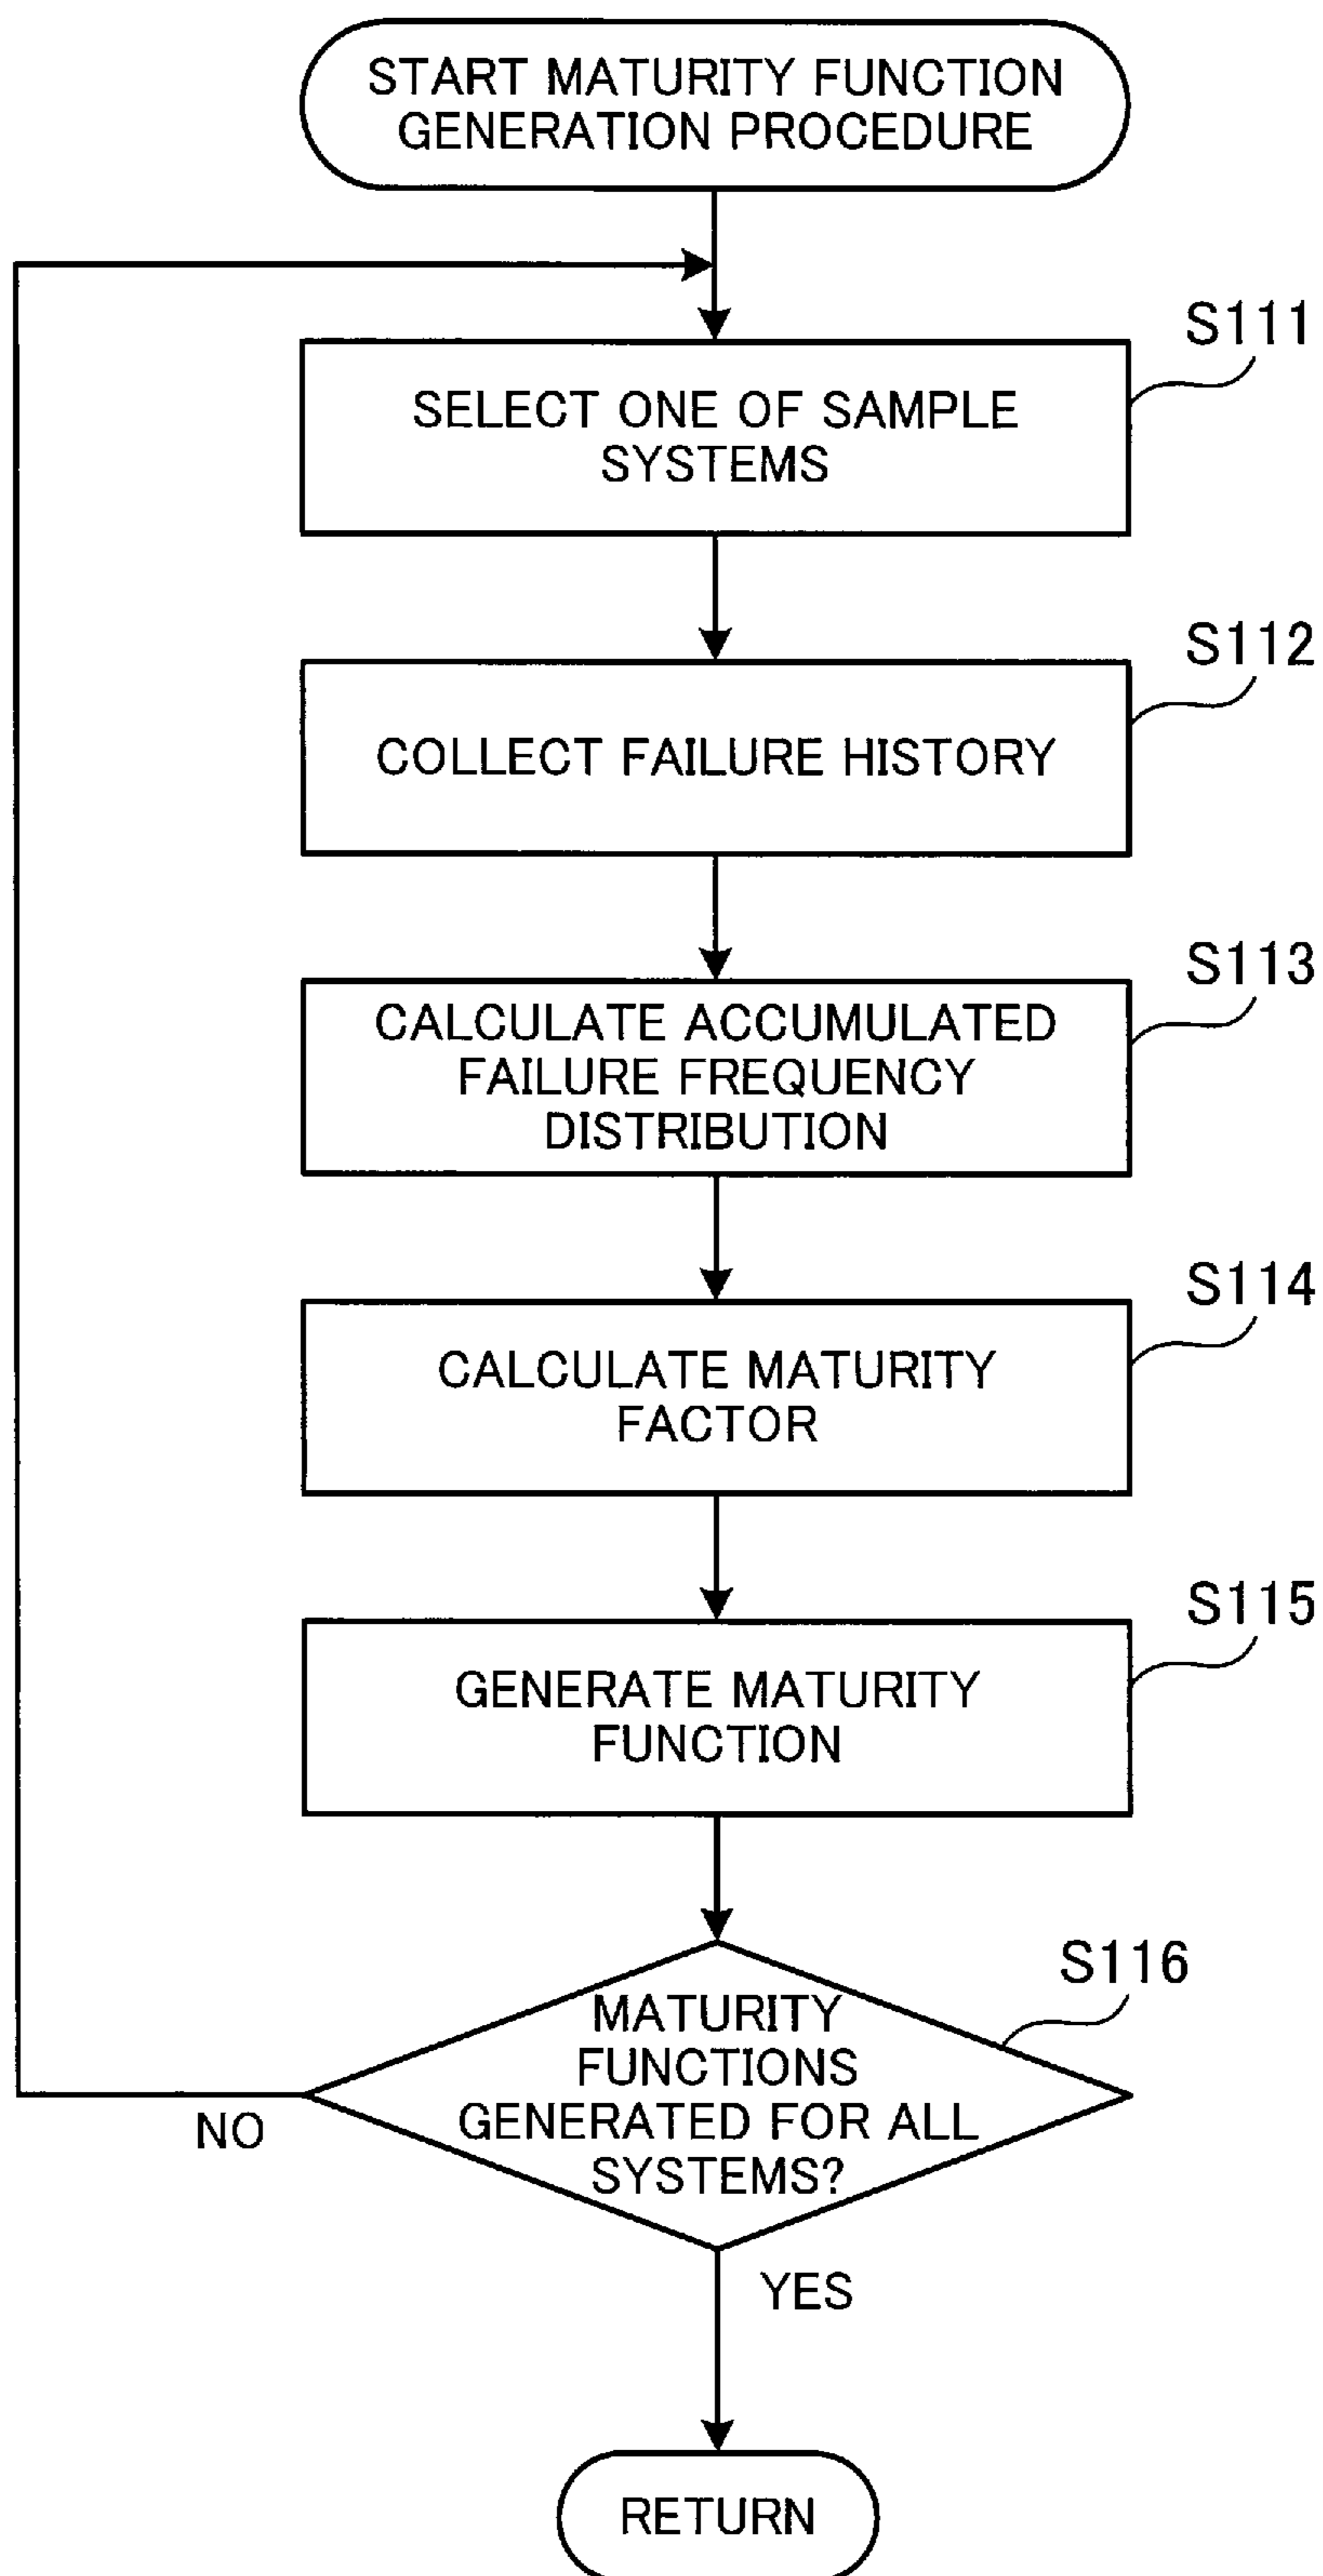 START MATURITY FUNCTION
GENERATION PROCEDURE
S111
SELECT ONE OF SAMPLE
SYSTEMS
S112
COLLECT FAILURE HISTORY
S113
CALCULATE ACCUMULATED
FAILURE FREQUENCY
DISTRIBUTION
S114
CALCULATE MATURITY
FACTOR
S115
GENERATE MATURITY
FUNCTION
S116
MATURITY
FUNCTIONS
GENERATED FOR ALL
SYSTEMS?
NO
YES
RETURN